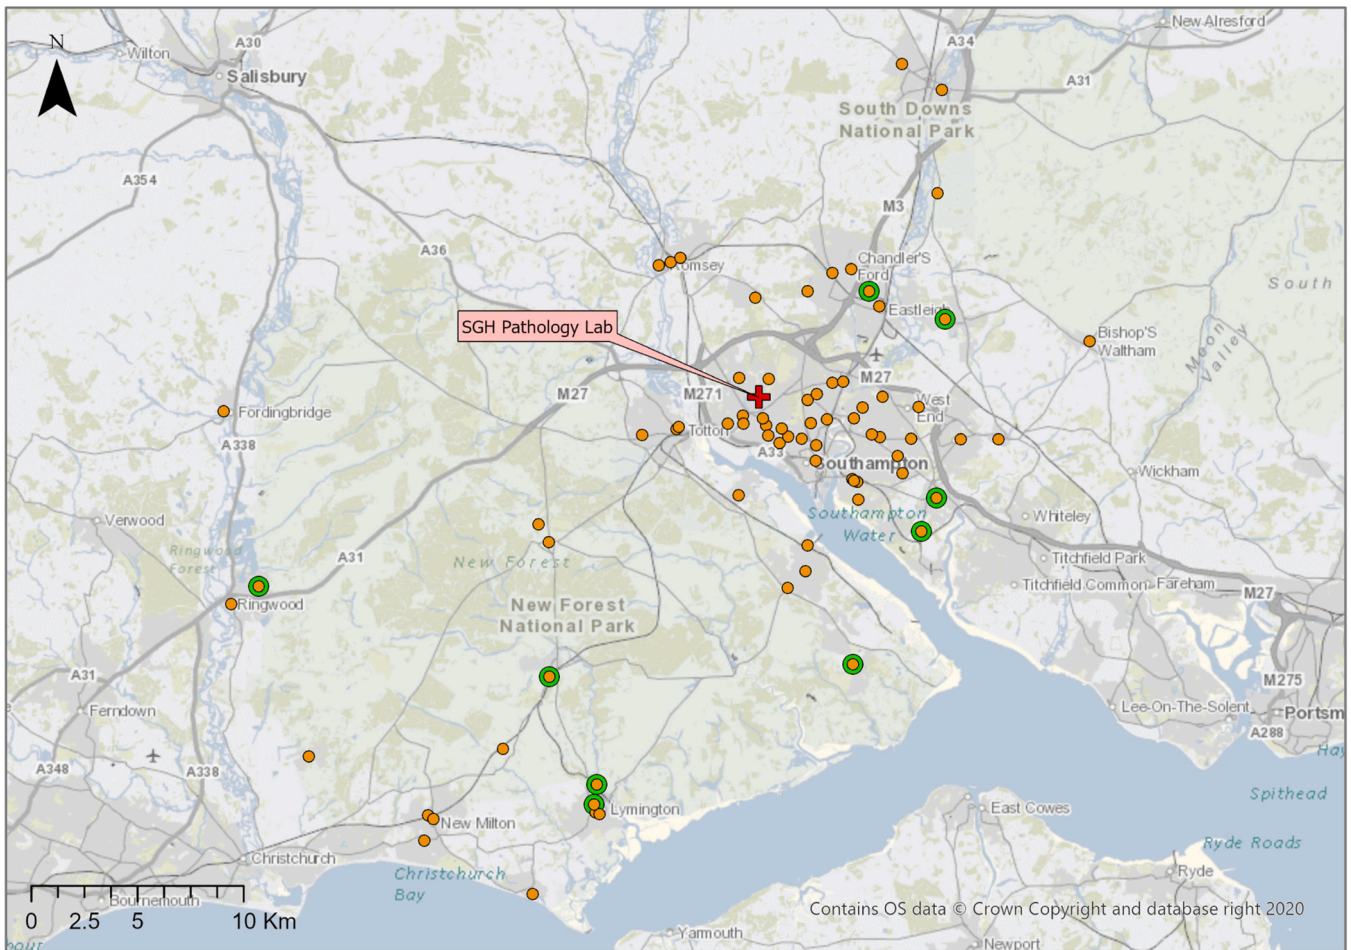 New Alresford
A30
A34
N
Wilton
Salisbury
A31
South Downs
National Park
A354
M3
A36
Chandler'S
Ford
Romsey
South
Eastleigh
SGH Pathology Lab
Bishop'S
Waltham
Moon
Valley
M27
M27
M271
West
End
Fordingbridge
Totton
A338
A33
Southampton
Wickham
Southampton
Water
Verwood
Whiteley
Ringwood
Forest
A31
New Forest
Titchfield Park
Titchfield Common
Fareham
M27
Ringwood
New Forest
National Park
A31
M275
Ferndown
Lee-On-The-Solent
Portsm
A288
A348
A338
Spithead
East Cowes
Lymington
New Milton
Ryde Roads
Christchurch
Christchurch
Bay
Ryde
Bournemouth
0 2.5 5 10 Km
Contains OS data © Crown Copyright and database right 2020
Yarmouth
Newport